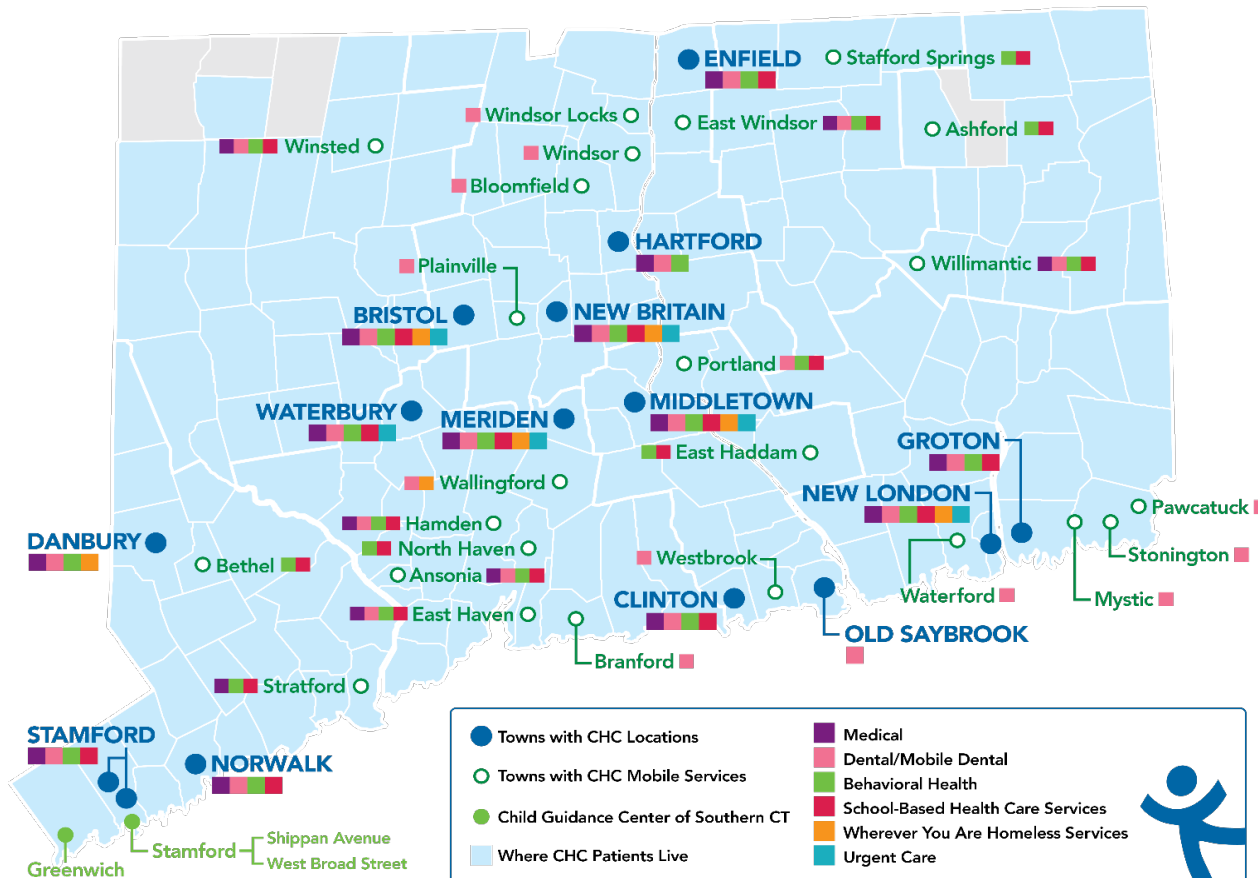 ENFIELD
Stafford Springs
Windsor Locks
East Windsor
Ashford
Winsted
Windsor
Bloomfield
HARTFORD
Plainville
Willimantic
BRISTOL
NEW BRITAIN
Portland
WATERBURY
MERIDEN
MIDDLETOWN
East Haddam
GROTON
Wallingford
NEW LONDON
Pawcatuck
Hamden
DANBURY
North Haven
Stonington
Bethel
Ansonia
Westbrook
Waterford
Mystic
East Haven
CLINTON
OLD SAYBROOK
Branford
Stratford
STAMFORD
NORWALK
Shippan Avenue
Stamford
West Broad Street
Greenwich
Towns with CHC Locations
Towns with CHC Mobile Services
Child Guidance Center of Southern CT
Where CHC Patients Live
Medical
Dental/Mobile Dental
Behavioral Health
School-Based Health Care Services
Wherever You Are Homeless Services
Urgent Care